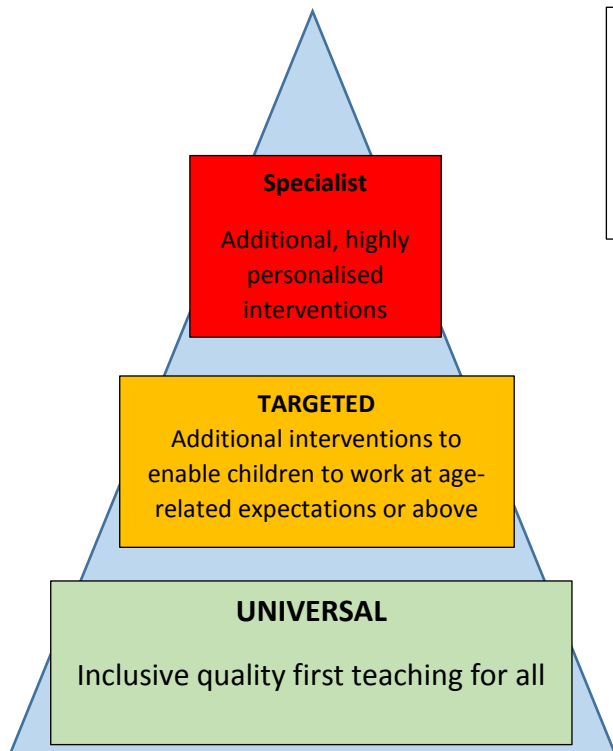 Specialist
Additional, highly
personalised
interventions
TARGETED
Additional interventions to
enable children to work at age-
related expectations or above
UNIVERSAL
Inclusive quality first teaching for all